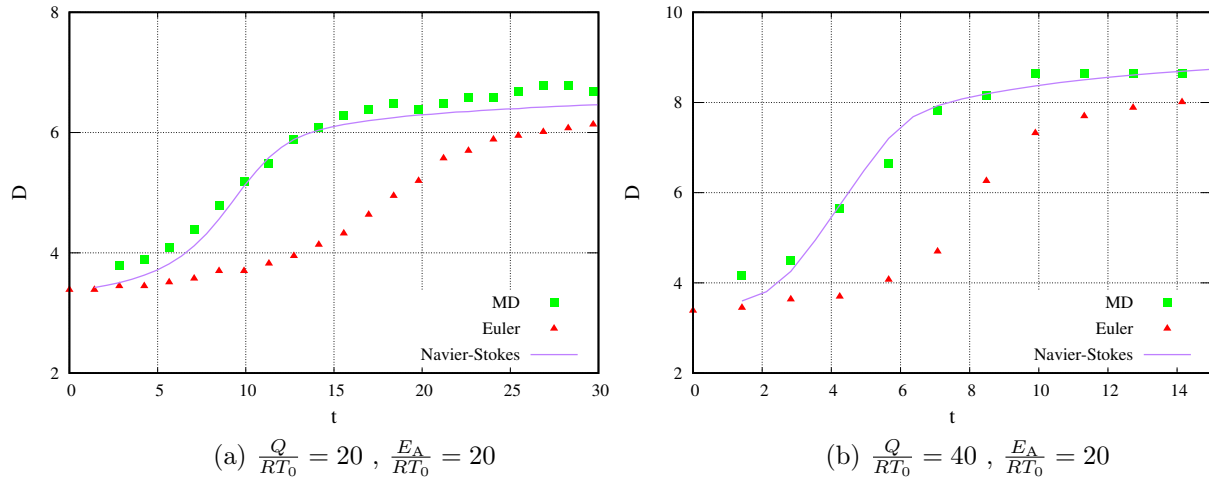 8
6
4
2
D
0
5
10
15
20
25
30
t
MD
Euler
Navier-Stokes
(a) Q/RT₀ = 20 , E_A/RT₀ = 20
10
8
6
4
2
D
0
2
4
6
8
10
12
14
t
MD
Euler
Navier-Stokes
(b) Q/RT₀ = 40 , E_A/RT₀ = 20